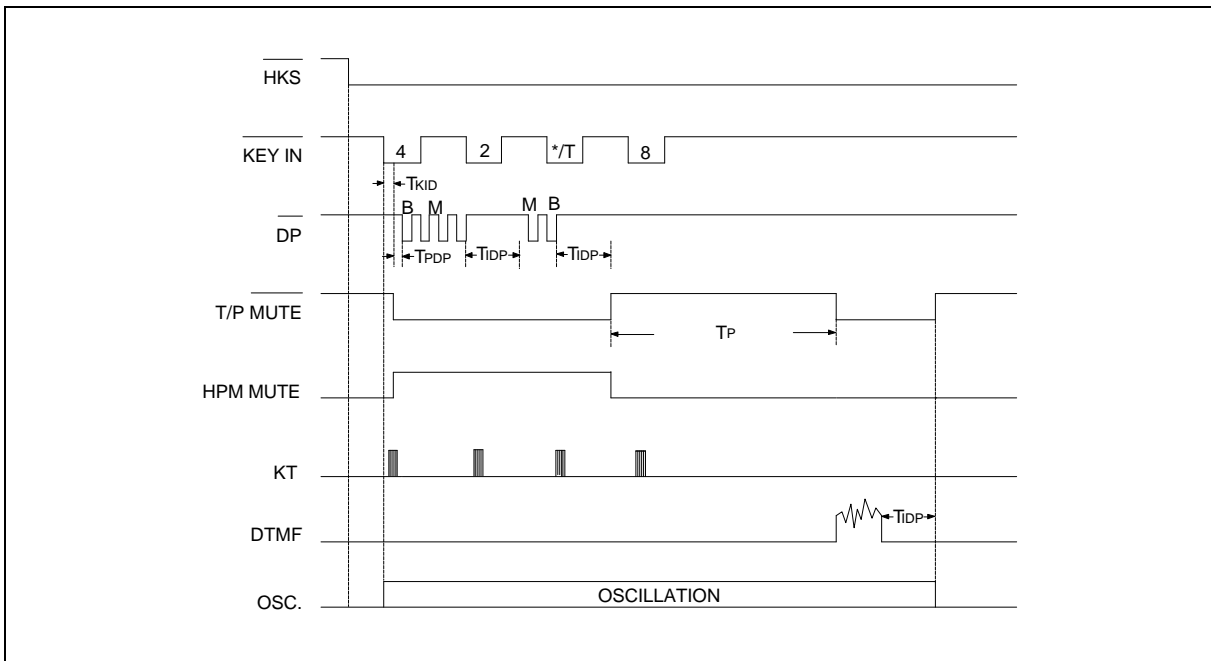 HKS
KEY IN
4 2 */T 8
TKID
B M M B
DP
TPDP TIDP TIDP
T/P MUTE
TP
HPM MUTE
KT
DTMF
TIDP
OSC.
OSCILLATION